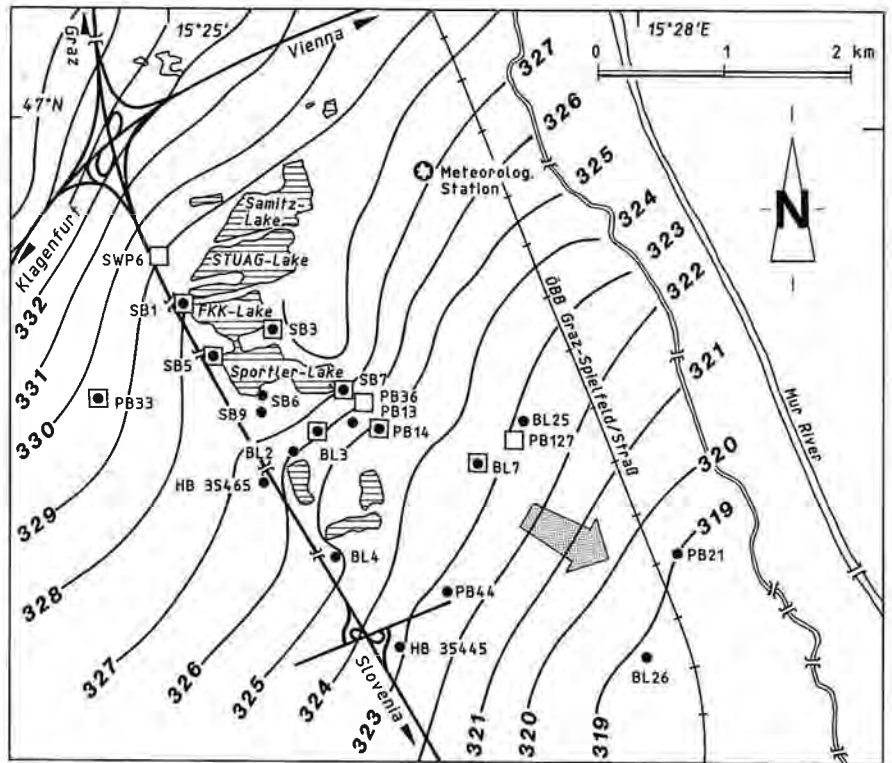 Graz
15°25'
Vienna
15°28'E
0 1 2 km
47°N
327
326
325
324
323
322
321
320
319
Meteorolog.
Station
N
Samitz-
Lake
STUAG-Lake
FKK-Lake
Sportler-Lake
Klagenfurt
SWP6
SB1
SB3
SB5
SB7
SB6
SB9
PB36
PB13
PB14
PB33
BL2
BL3
HB 35465
BL25
PB127
BL7
BL4
PB44
HB 35445
PB21
BL26
ÖBB Graz-Spielfeld/Straß
Mur River
Slovenia
332
331
330
329
328
327
326
325
324
323
321
320
319